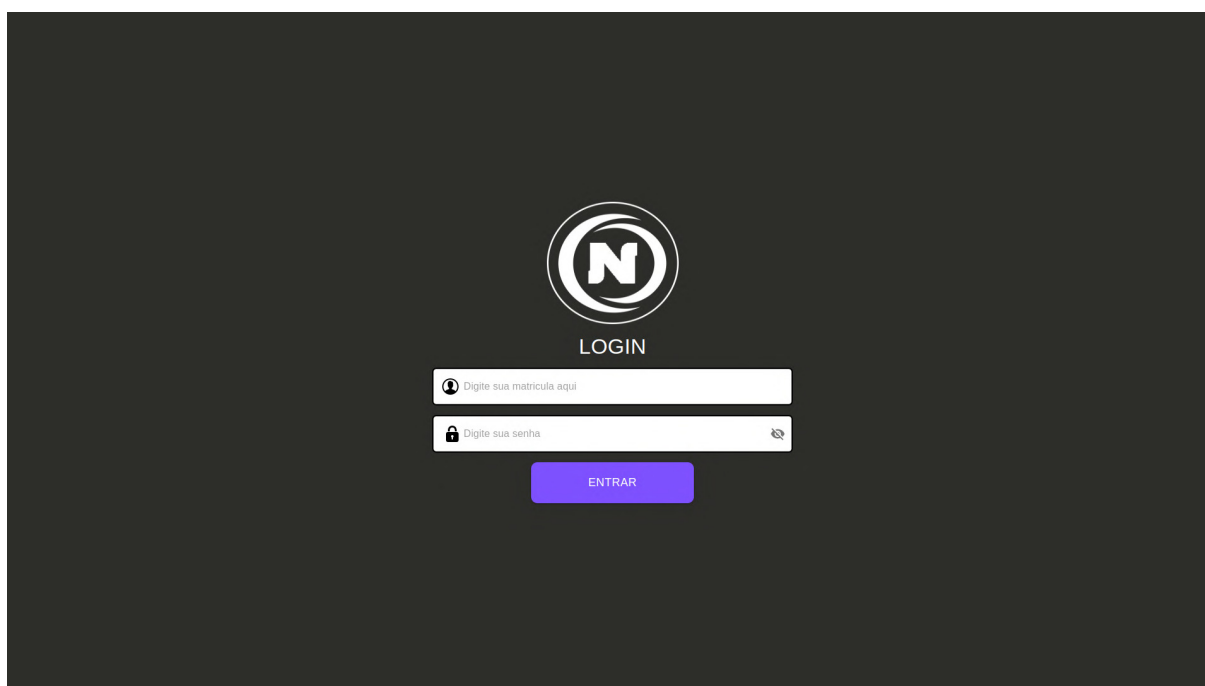 N
LOGIN
Digite sua matricula aqui
Digite sua senha
ENTRAR